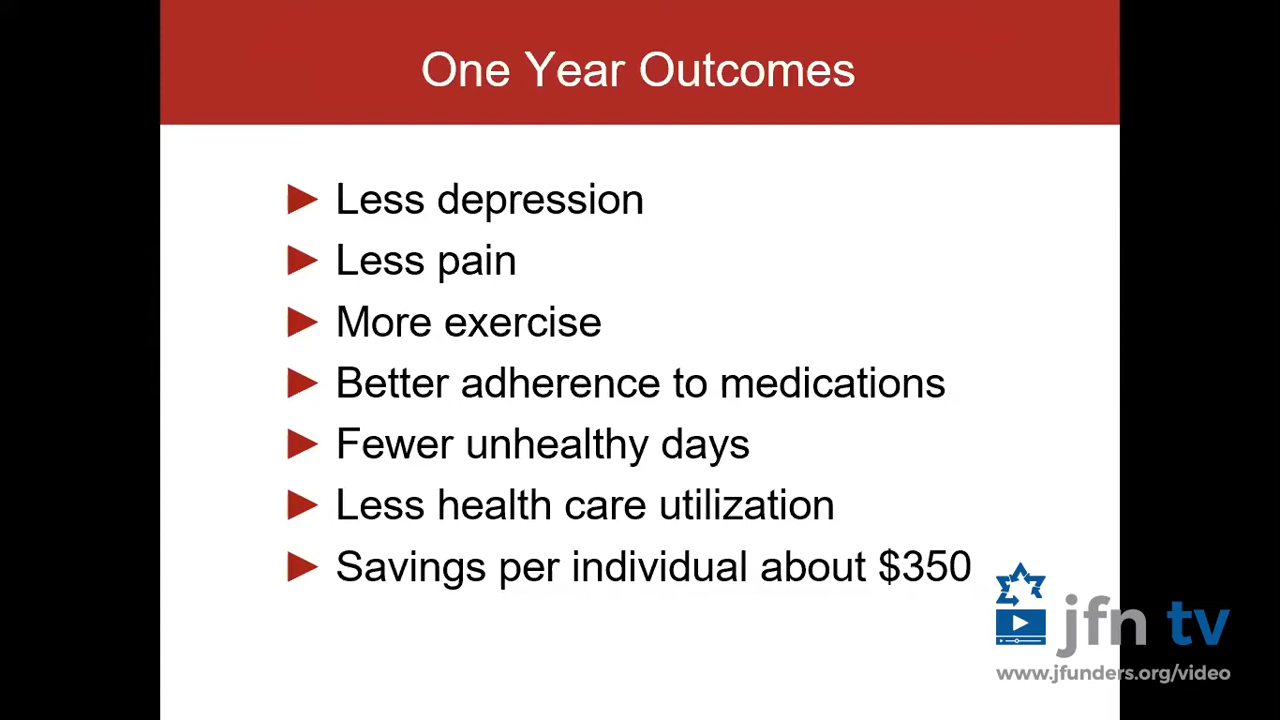 One Year Outcomes
► Less depression
► Less pain
► More exercise
► Better adherence to medications
► Fewer unhealthy days
► Less health care utilization
► Savings per individual about $350
jfn tv
www.jfunders.org/video